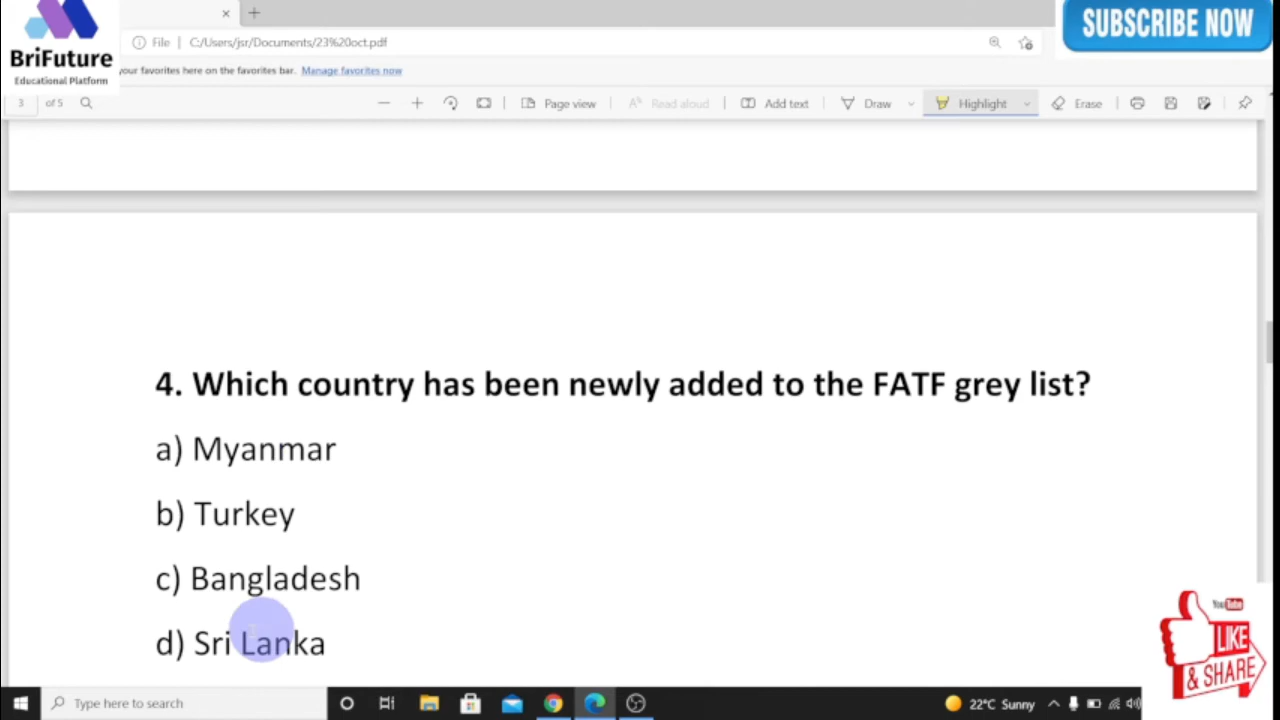 SUBSCRIBE NOW
BriFuture
Educational Platform
File | C:/Users/jsr/Documents/23%20oct.pdf
your favorites here on the favorites bar. Manage favorites now
3 of 5 Page view Read aloud Add text Draw Highlight Erase
4. Which country has been newly added to the FATF grey list?
a) Myanmar
b) Turkey
c) Bangladesh
d) Sri Lanka
YouTube
LIKE
& SHARE
Type here to search
22°C Sunny